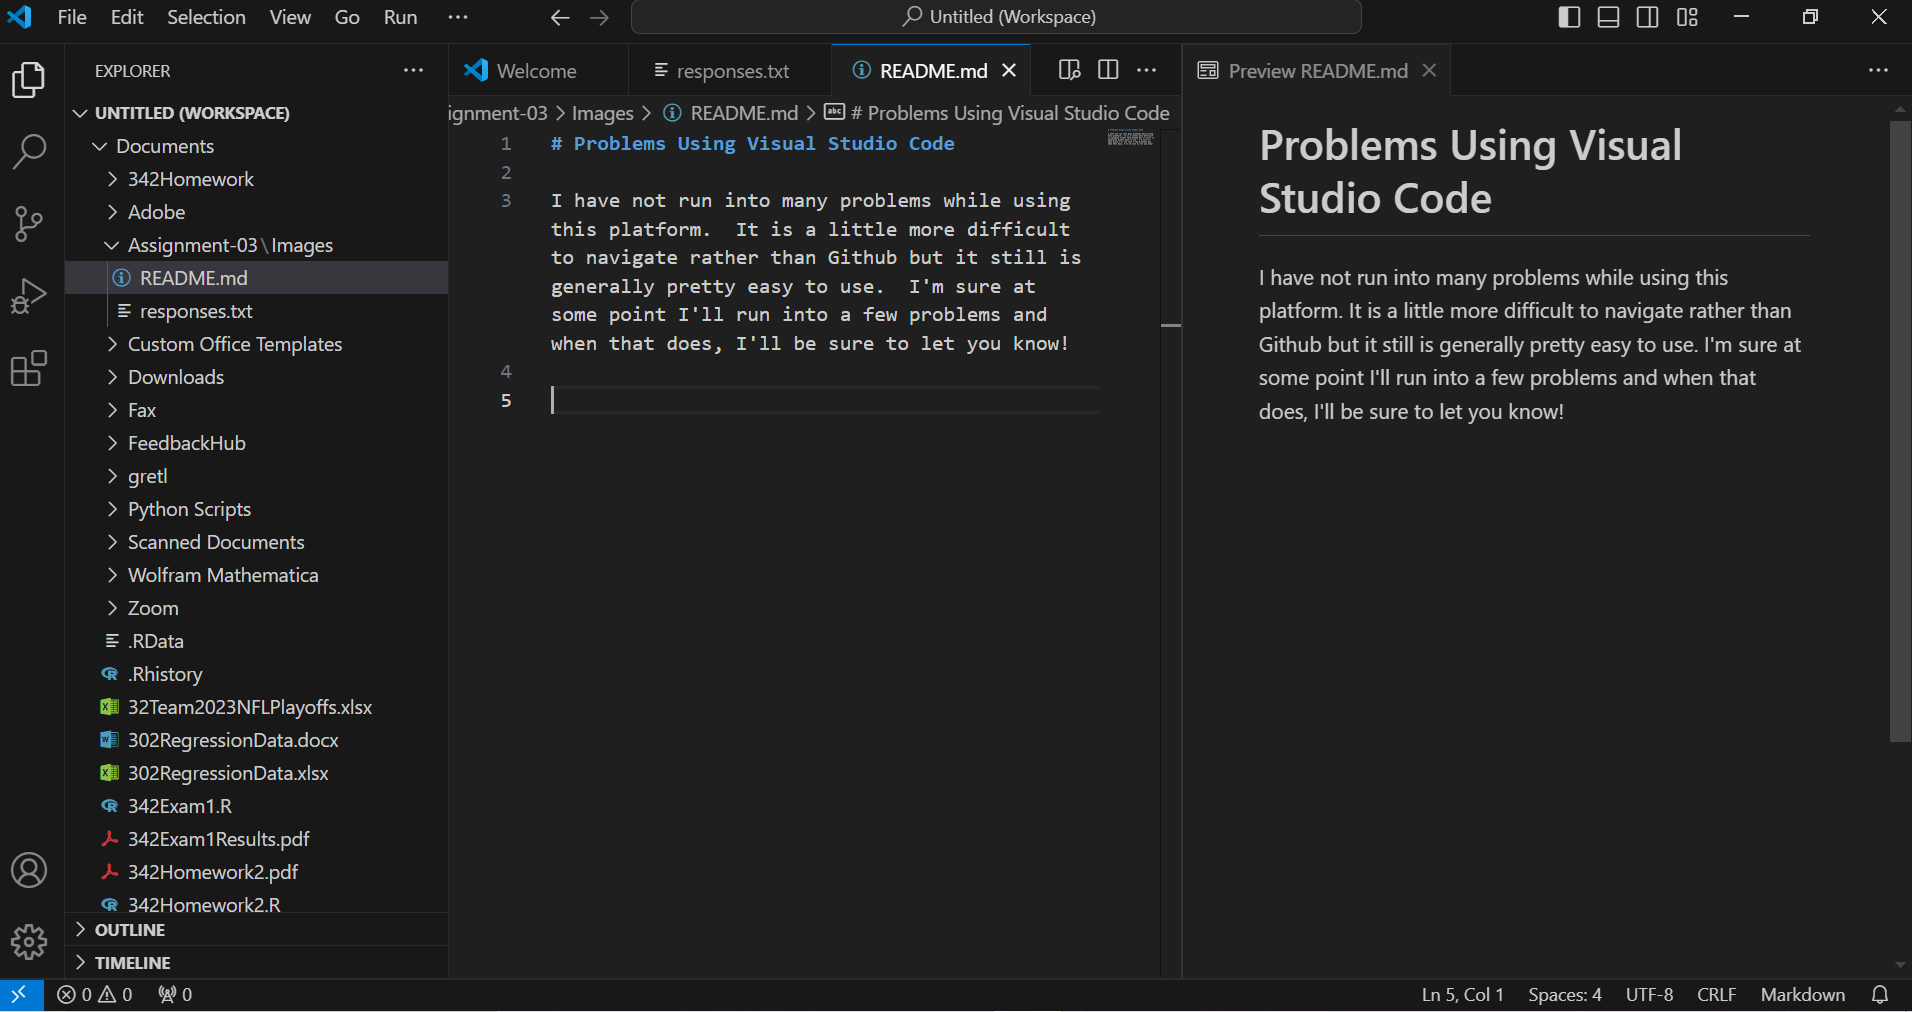 File Edit Selection View Go Run ··· Untitled (Workspace)
EXPLORER ···
UNTITLED (WORKSPACE)
Documents
342Homework
Adobe
Assignment-03\Images
README.md
responses.txt
Custom Office Templates
Downloads
Fax
FeedbackHub
gretl
Python Scripts
Scanned Documents
Wolfram Mathematica
Zoom
.RData
.Rhistory
32Team2023NFLPlayoffs.xlsx
302RegressionData.docx
302RegressionData.xlsx
342Exam1.R
342Exam1Results.pdf
342Homework2.pdf
342Homework2.R
OUTLINE
TIMELINE
Welcome responses.txt README.md
ignment-03 > Images > README.md > # Problems Using Visual Studio Code
1 # Problems Using Visual Studio Code
2
3 I have not run into many problems while using
this platform.  It is a little more difficult
to navigate rather than Github but it still is
generally pretty easy to use.  I'm sure at
some point I'll run into a few problems and
when that does, I'll be sure to let you know!
4
5
Preview README.md
Problems Using Visual
Studio Code
I have not run into many problems while using this
platform. It is a little more difficult to navigate rather than
Github but it still is generally pretty easy to use. I'm sure at
some point I'll run into a few problems and when that
does, I'll be sure to let you know!
0 0 0 Ln 5, Col 1 Spaces: 4 UTF-8 CRLF Markdown